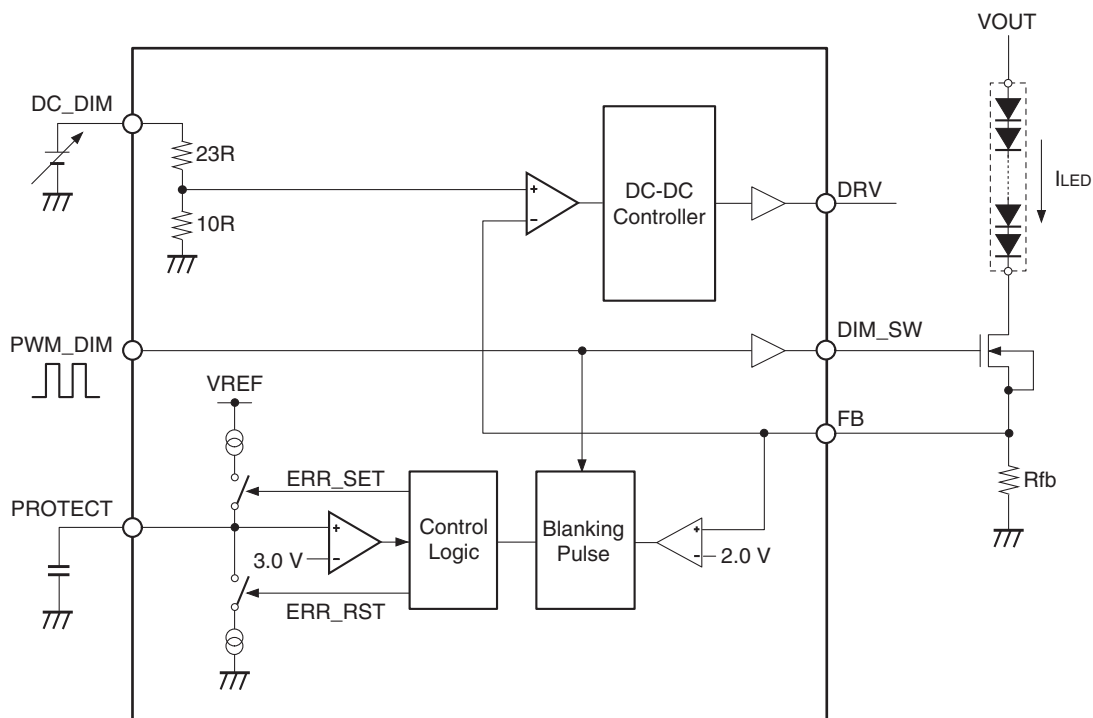 VOUT
DC_DIM
23R
10R
DC-DC
Controller
DRV
ILED
PWM_DIM
DIM_SW
VREF
FB
ERR_SET
Rfb
PROTECT
3.0 V
Control
Logic
Blanking
Pulse
2.0 V
ERR_RST
+
−
+
−
+
−